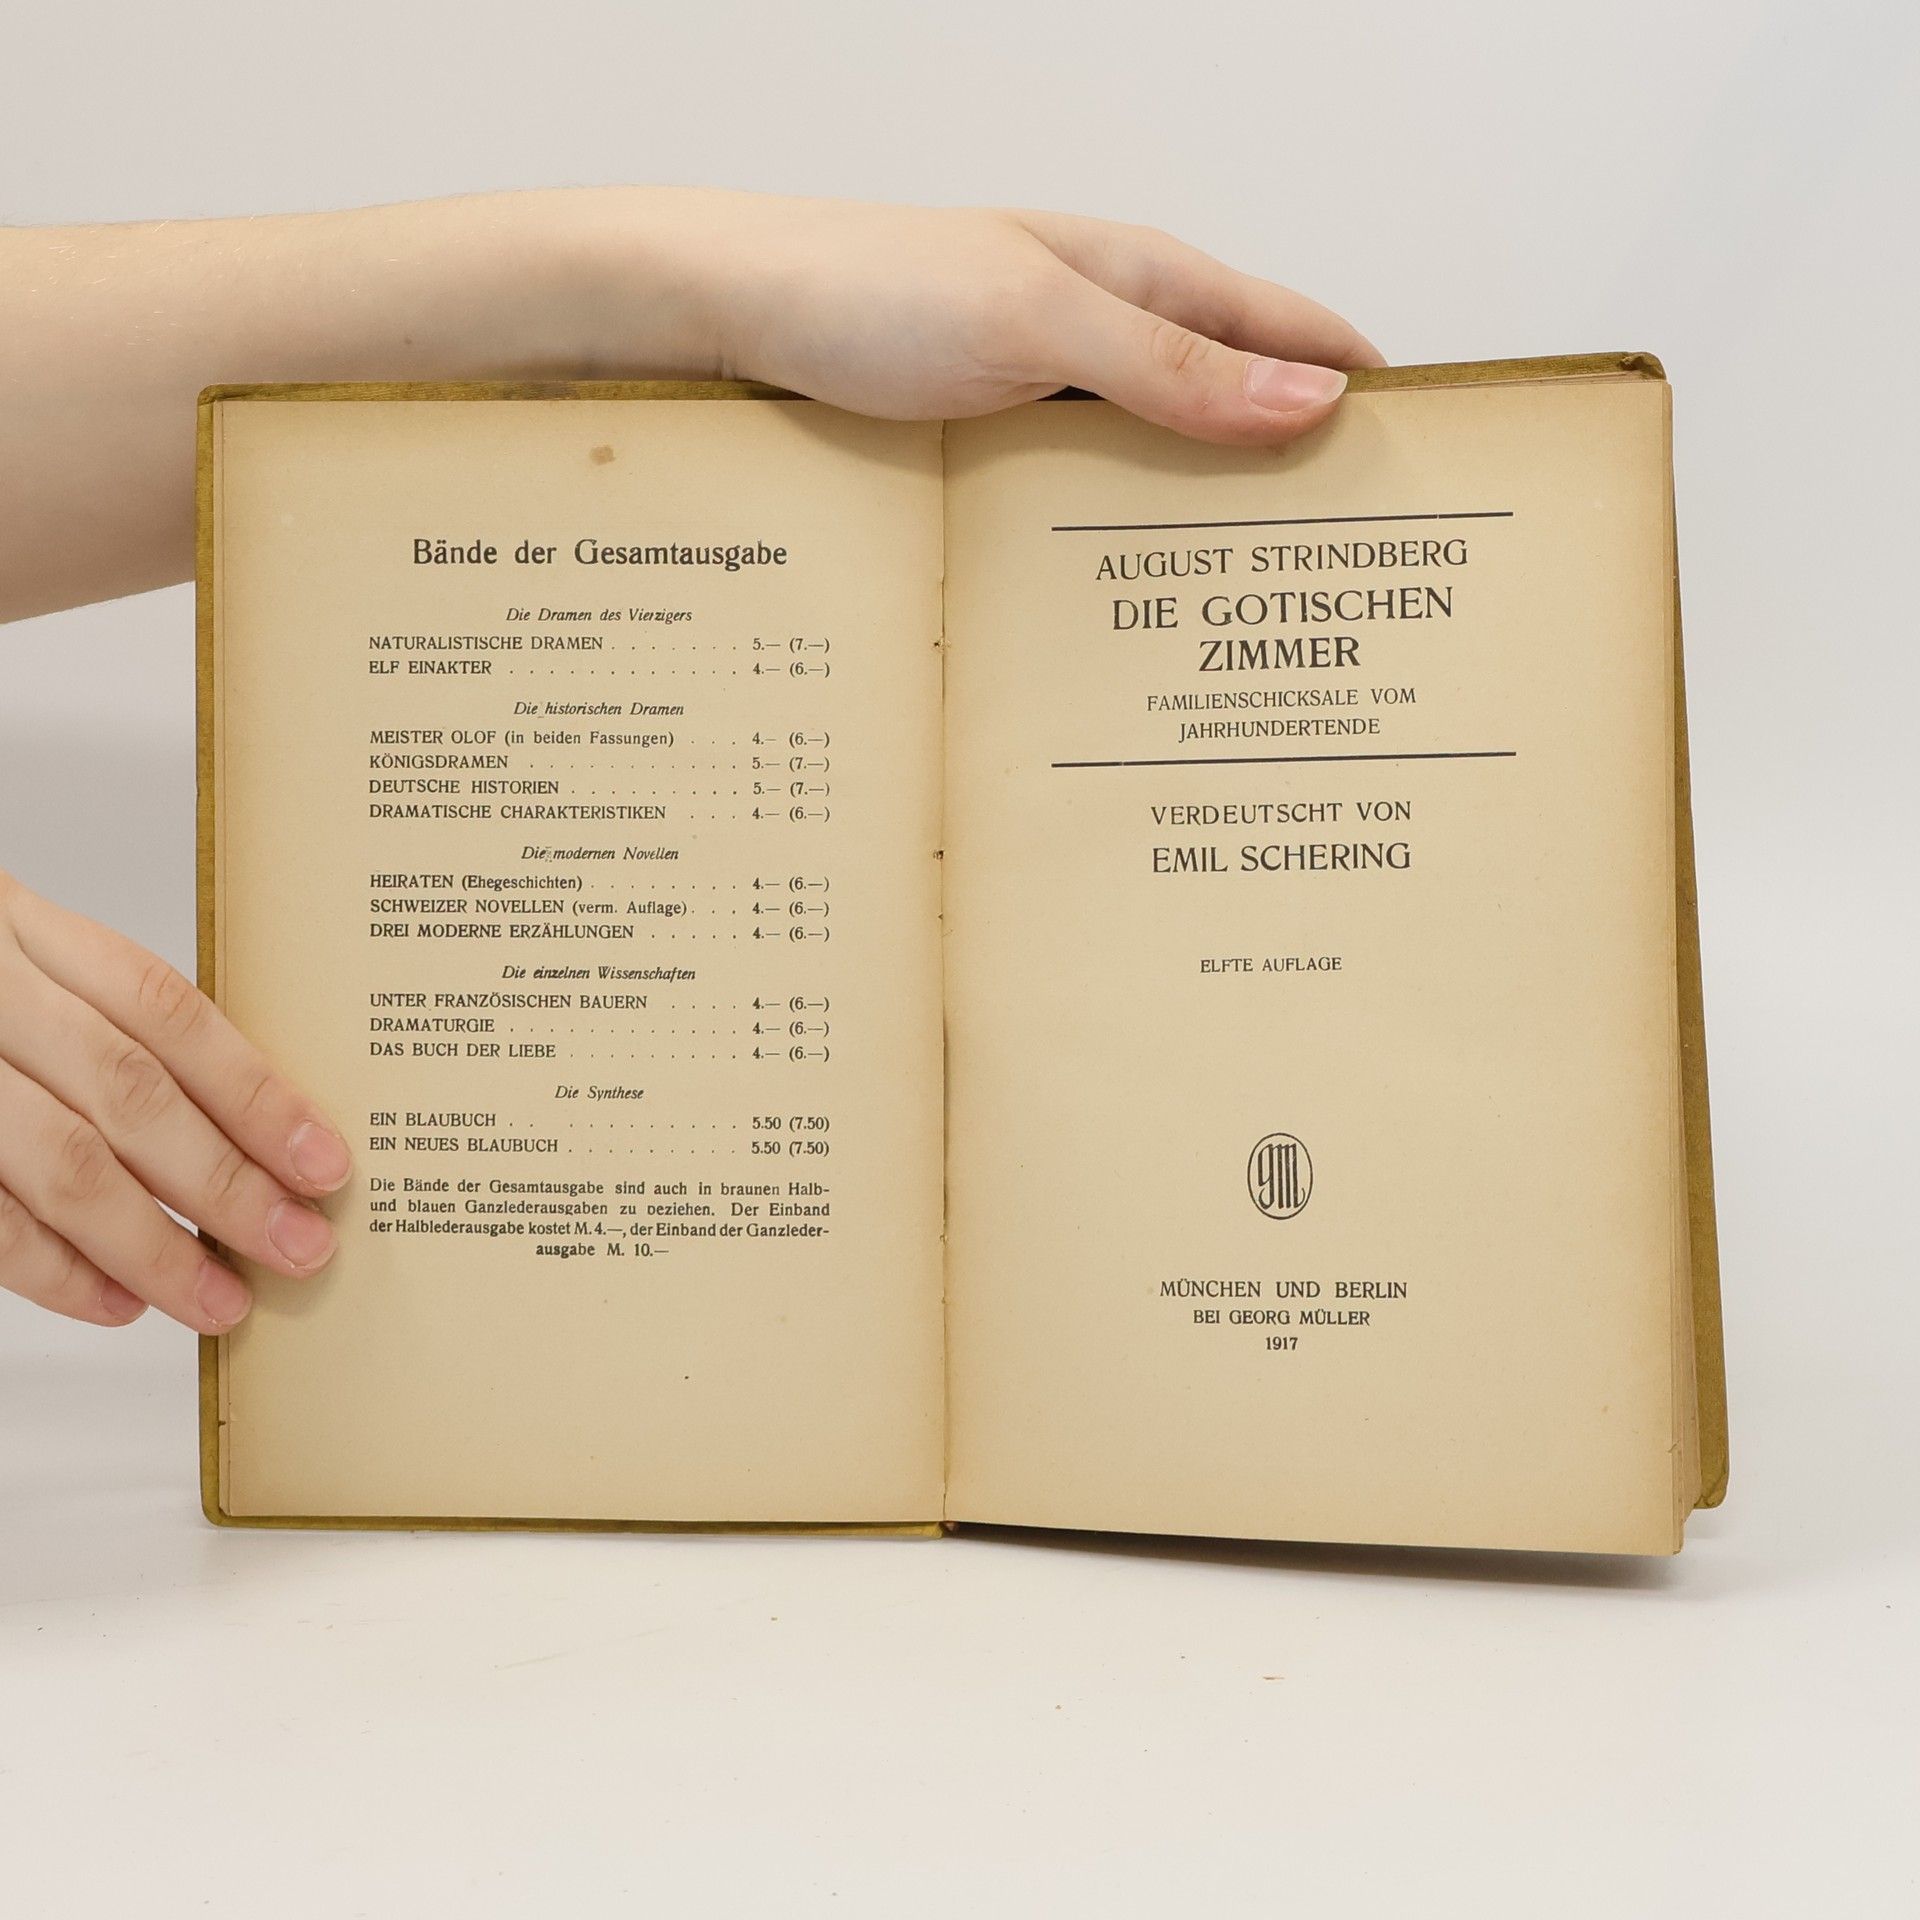 Bände der Gesamtausgabe
Die Dramen des Vierzigers
NATURALISTISCHE DRAMEN . . . . . . . 5.— (7.—)
ELF EINAKTER . . . . . . . . . . . . 4.— (6.—)
Die historischen Dramen
MEISTER OLOF (in beiden Fassungen) . . . 4.— (6.—)
KÖNIGSDRAMEN . . . . . . . . . . . 5.— (7.—)
DEUTSCHE HISTORIEN . . . . . . . . . 5.— (7.—)
DRAMATISCHE CHARAKTERISTIKEN . . . 4.— (6.—)
Die modernen Novellen
HEIRATEN (Ehegeschichten) . . . . . . . . 4.— (6.—)
SCHWEIZER NOVELLEN (verm. Auflage) . . . 4.— (6.—)
DREI MODERNE ERZÄHLUNGEN . . . . . 4.— (6.—)
Die einzelnen Wissenschaften
UNTER FRANZÖSISCHEN BAUERN . . . . 4.— (6.—)
DRAMATURGIE . . . . . . . . . . . . 4.— (6.—)
DAS BUCH DER LIEBE . . . . . . . . . 4.— (6.—)
Die Synthese
EIN BLAUBUCH . . . . . . . . . . . 5.50 (7.50)
EIN NEUES BLAUBUCH . . . . . . . . . 5.50 (7.50)
Die Bände der Gesamtausgabe sind auch in braunen Halb-
und blauen Ganzlederausgaben zu beziehen. Der Einband
der Halblederausgabe kostet M. 4.—, der Einband der Ganzleder-
ausgabe M. 10.—
AUGUST STRINDBERG
DIE GOTISCHEN
ZIMMER
FAMILIENSCHICKSALE VOM
JAHRHUNDERTENDE
VERDEUTSCHT VON
EMIL SCHERING
ELFTE AUFLAGE
gm
MÜNCHEN UND BERLIN
BEI GEORG MÜLLER
1917